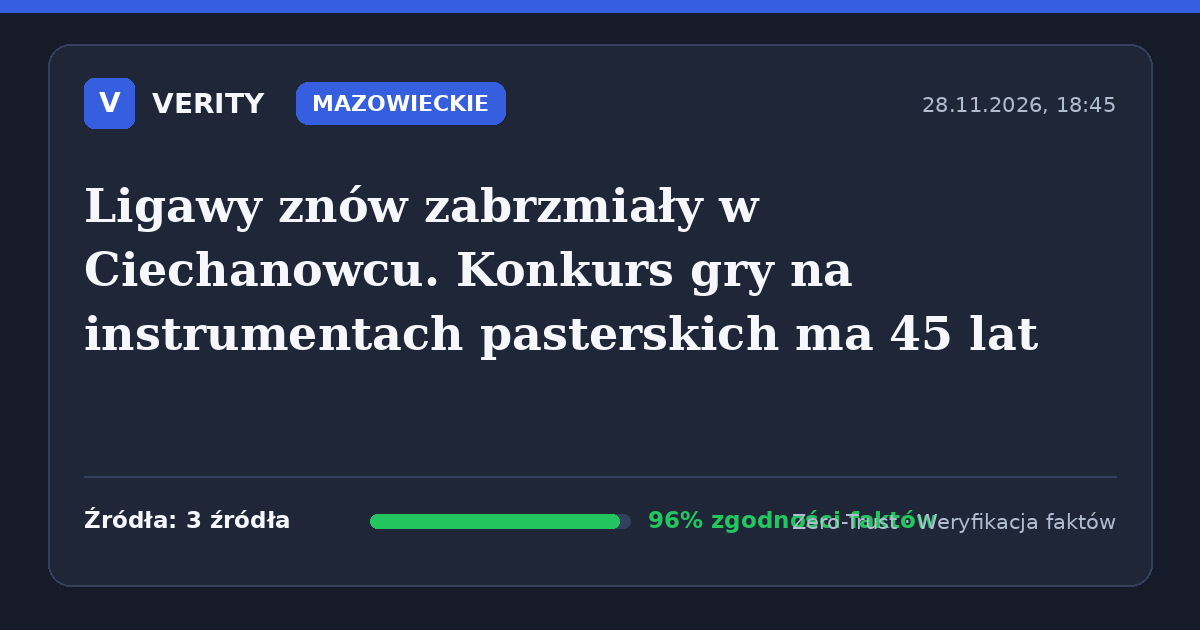 V VERITY MAZOWIECKIE 28.11.2026, 18:45
Ligawy znów zabrzmiały w
Ciechanowcu. Konkurs gry na
instrumentach pasterskich ma 45 lat
Źródła: 3 źródła 96% zgodności faktów Zero-Trust · Weryfikacja faktów